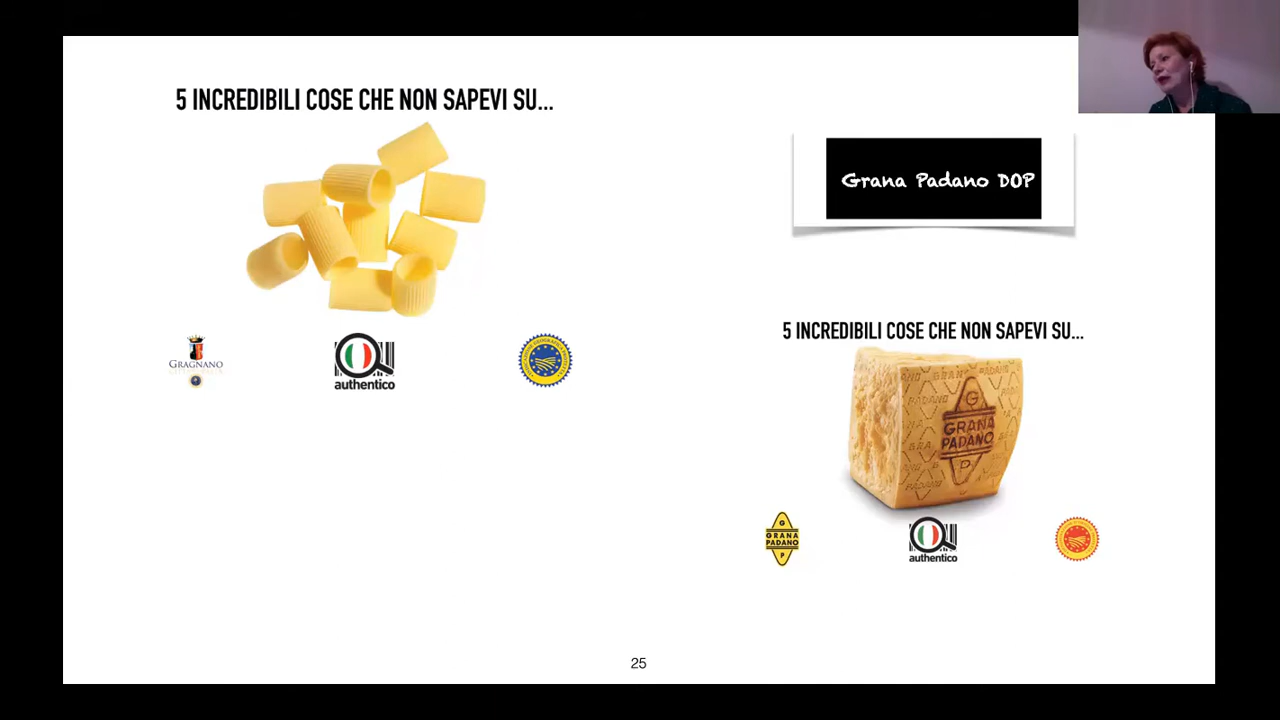 5 INCREDIBILI COSE CHE NON SAPEVI SU...
GRAGNANO
authentico
Grana Padano DOP
5 INCREDIBILI COSE CHE NON SAPEVI SU...
G
GRANA
PADANO
P
G
GRANA
PADANO
P
authentico
25